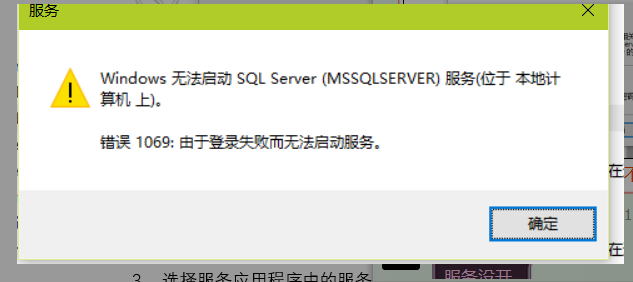 服务
Windows 无法启动 SQL Server (MSSQLSERVER) 服务(位于 本地计
算机 上)。
错误 1069: 由于登录失败而无法启动服务。
确定
在
在
3、选择服务应用程序中的服务
服务没开